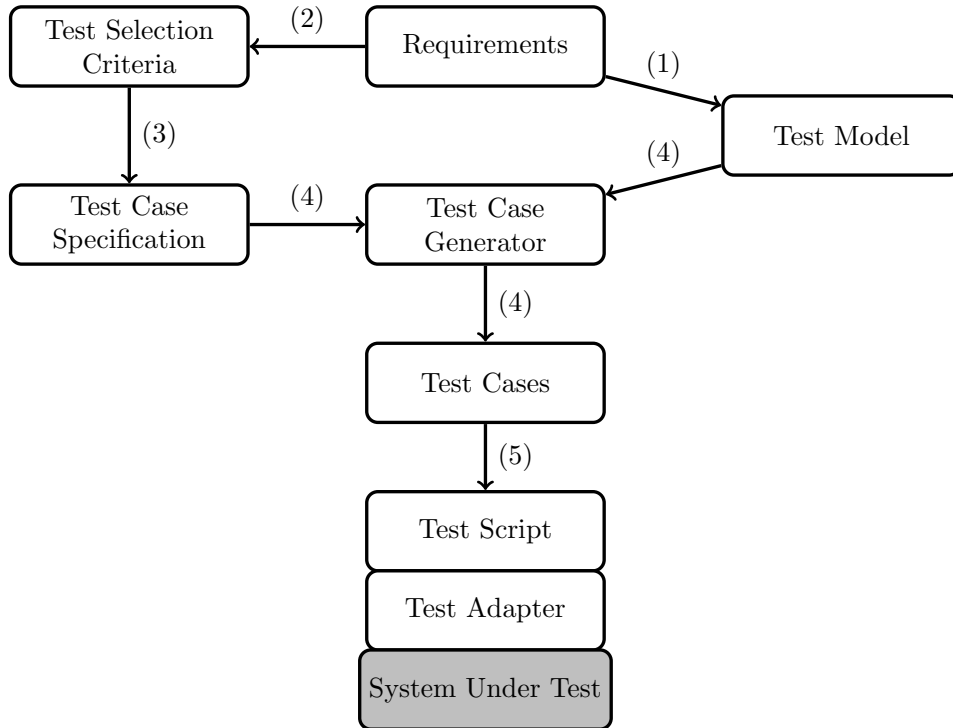 Test Selection
Criteria
(2)
Requirements
(1)
Test Model
(3)
(4)
Test Case
Specification
(4)
Test Case
Generator
(4)
Test Cases
(5)
Test Script
Test Adapter
System Under Test